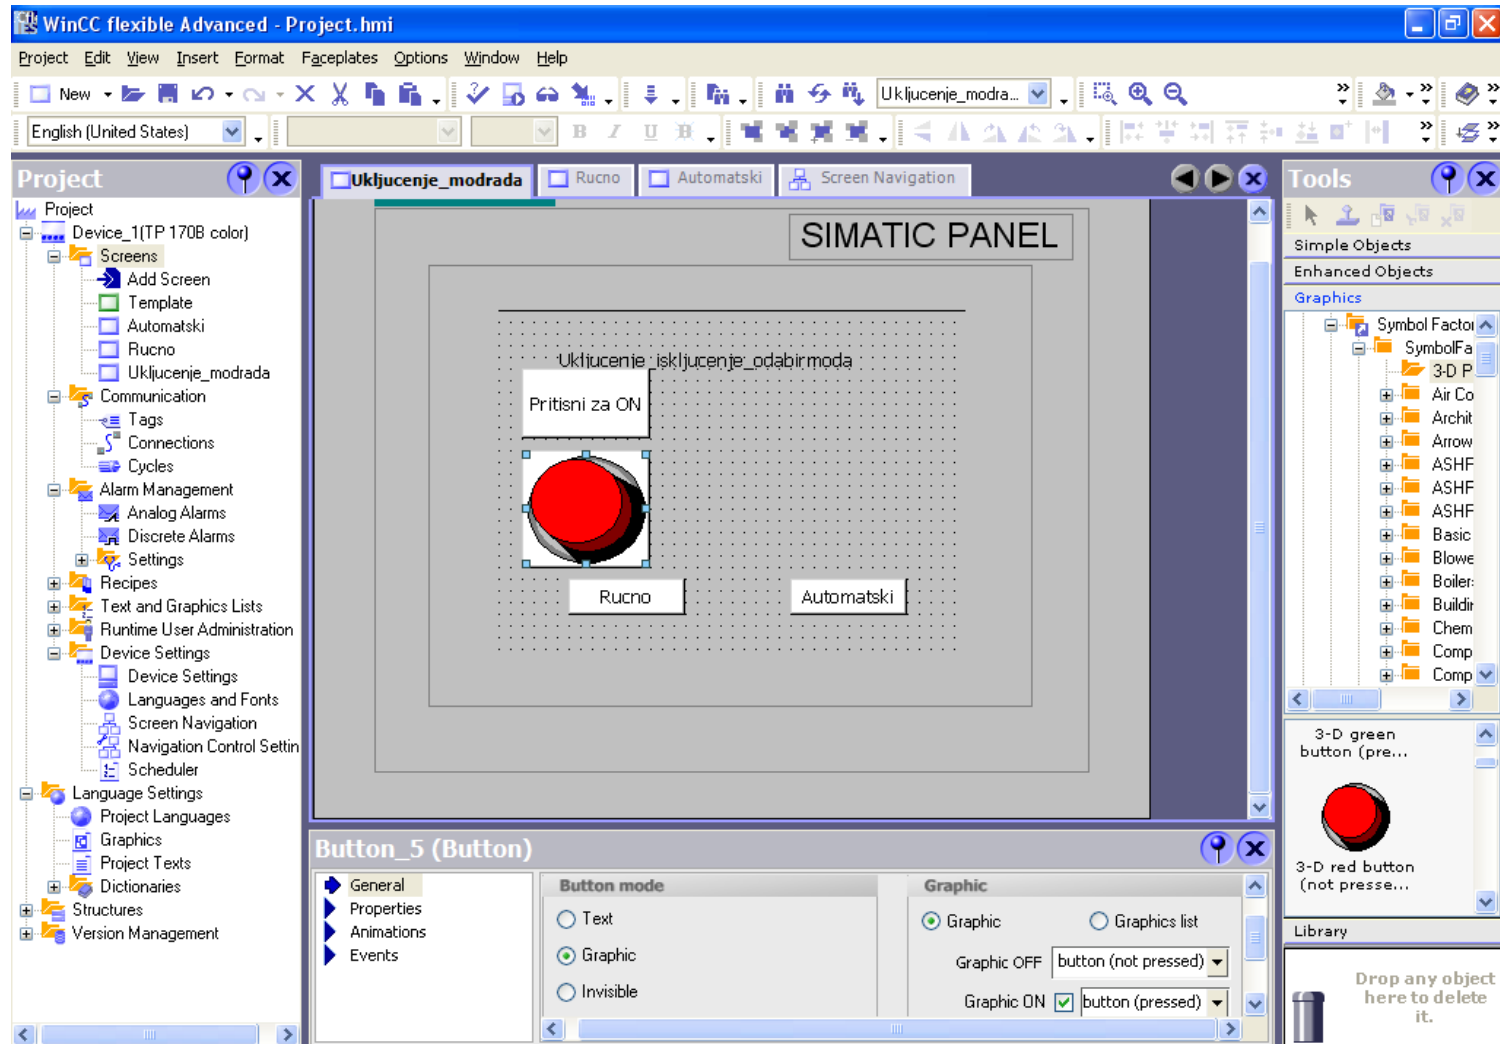 WinCC flexible Advanced - Project.hmi
Project Edit View Insert Format Faceplates Options Window Help
New
Ukljucenje_modra...
English (United States)
B I U
Project
Project
Device_1(TP 170B color)
Screens
Add Screen
Template
Automatski
Rucno
Ukljucenje_modrada
Communication
Tags
Connections
Cycles
Alarm Management
Analog Alarms
Discrete Alarms
Settings
Recipes
Text and Graphics Lists
Runtime User Administration
Device Settings
Device Settings
Languages and Fonts
Screen Navigation
Navigation Control Settin
Scheduler
Language Settings
Project Languages
Graphics
Project Texts
Dictionaries
Structures
Version Management
Ukljucenje_modrada Rucno Automatski Screen Navigation
SIMATIC PANEL
Ukljucenje_iskljucenje_odabirmoda
Pritisni za ON
Rucno Automatski
Button_5 (Button)
General
Properties
Animations
Events
Button mode
Text
Graphic
Invisible
Graphic
Graphic Graphics list
Graphic OFF button (not pressed)
Graphic ON button (pressed)
Tools
Simple Objects
Enhanced Objects
Graphics
Symbol Factor
SymbolFa
3-D P
Air Co
Archit
Arrow
ASHF
ASHF
ASHF
Basic
Blowe
Boiler:
Buildir
Chem
Comp
Comp
3-D green
button (pre...
3-D red button
(not presse...
Library
Drop any object
here to delete
it.